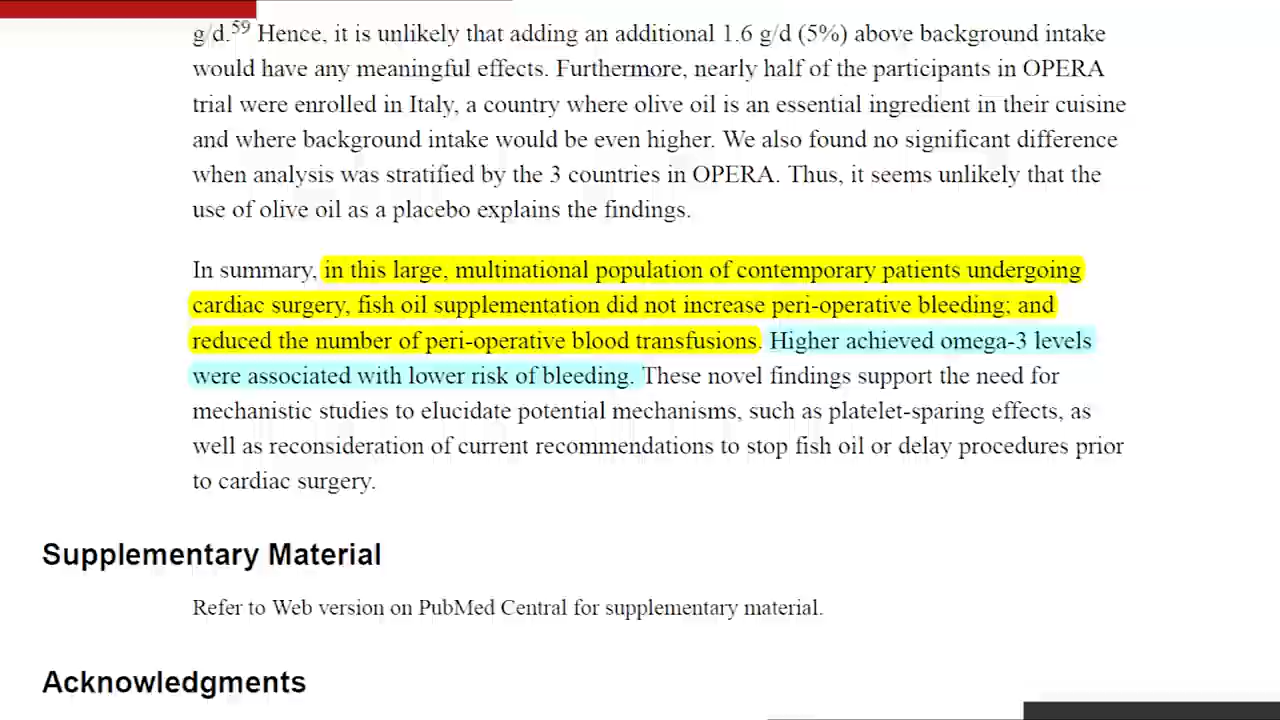 g/d.59 Hence, it is unlikely that adding an additional 1.6 g/d (5%) above background intake
would have any meaningful effects. Furthermore, nearly half of the participants in OPERA
trial were enrolled in Italy, a country where olive oil is an essential ingredient in their cuisine
and where background intake would be even higher. We also found no significant difference
when analysis was stratified by the 3 countries in OPERA. Thus, it seems unlikely that the
use of olive oil as a placebo explains the findings.
In summary, in this large, multinational population of contemporary patients undergoing
cardiac surgery, fish oil supplementation did not increase peri-operative bleeding; and
reduced the number of peri-operative blood transfusions. Higher achieved omega-3 levels
were associated with lower risk of bleeding. These novel findings support the need for
mechanistic studies to elucidate potential mechanisms, such as platelet-sparing effects, as
well as reconsideration of current recommendations to stop fish oil or delay procedures prior
to cardiac surgery.
Supplementary Material
Refer to Web version on PubMed Central for supplementary material.
Acknowledgments